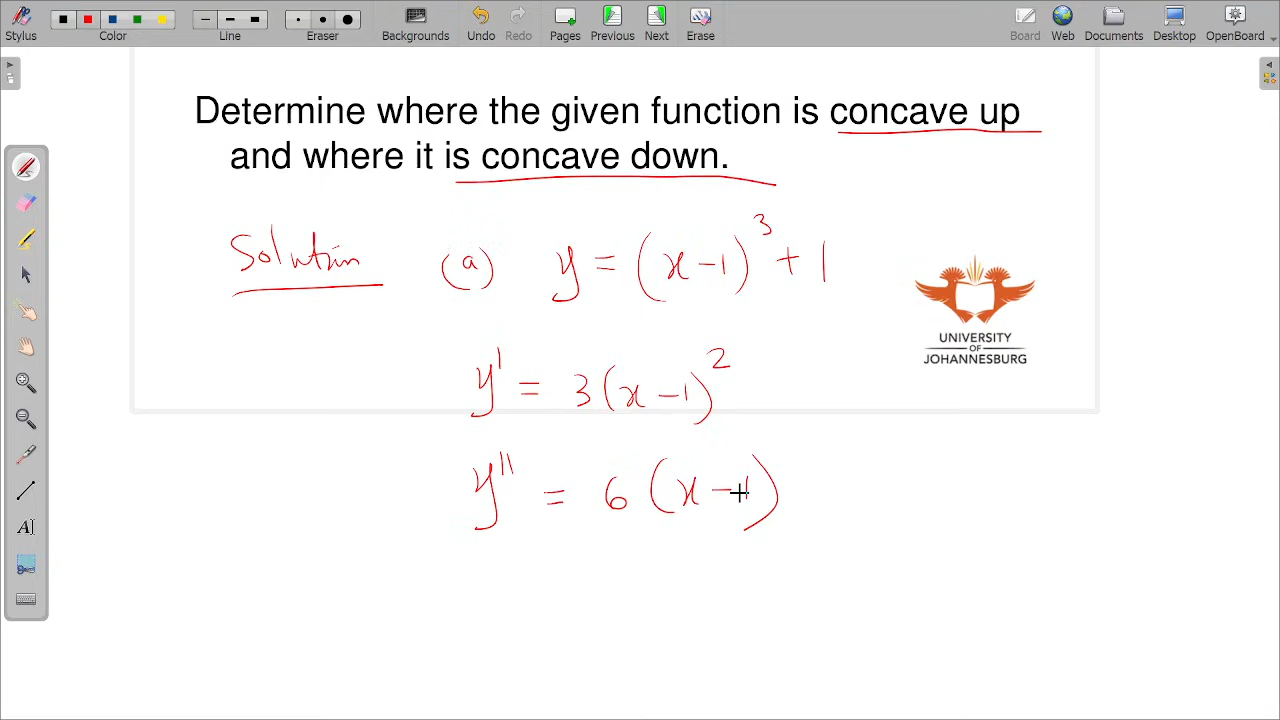 Stylus Color Line Eraser Backgrounds Undo Redo Pages Previous Next Erase Board Web Documents Desktop OpenBoard
Determine where the given function is concave up
and where it is concave down.
Solution (a) y = (x-1)^3 + 1
UNIVERSITY
OF
JOHANNESBURG
y' = 3(x-1)^2
y'' = 6(x-1)